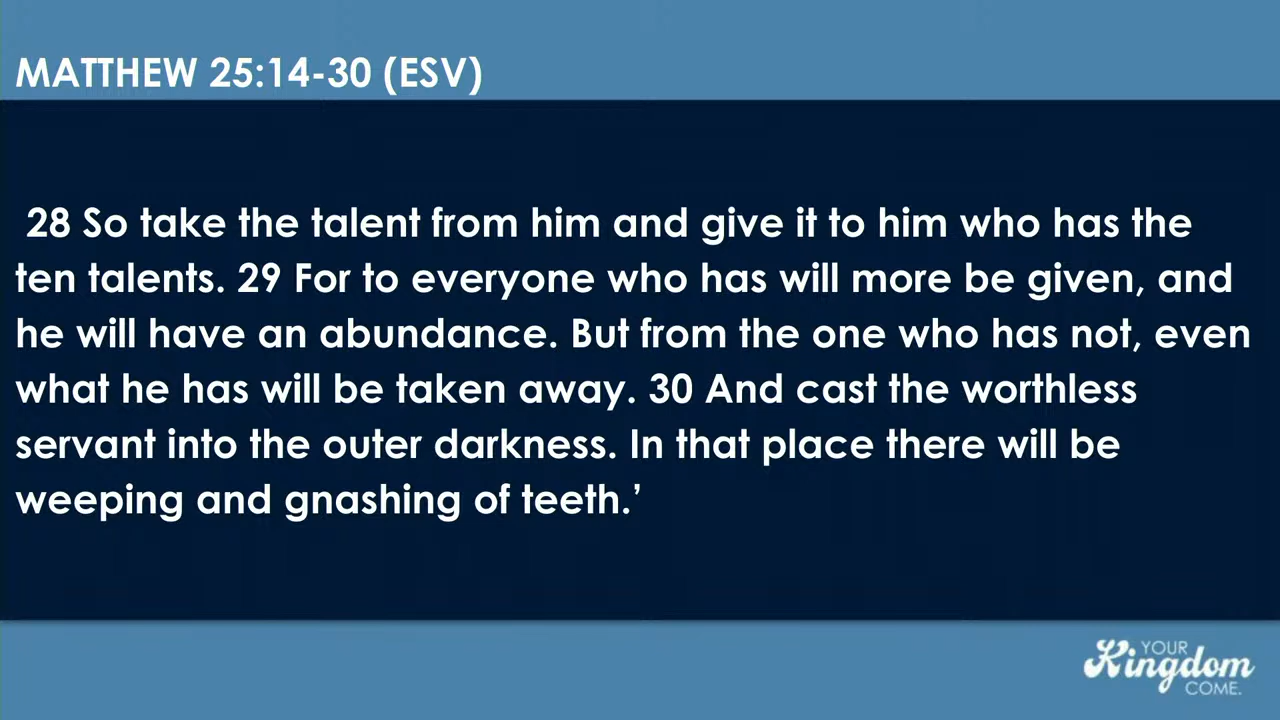 MATTHEW 25:14-30 (ESV)
28 So take the talent from him and give it to him who has the
ten talents. 29 For to everyone who has will more be given, and
he will have an abundance. But from the one who has not, even
what he has will be taken away. 30 And cast the worthless
servant into the outer darkness. In that place there will be
weeping and gnashing of teeth.’
YOUR
Kingdom
COME.